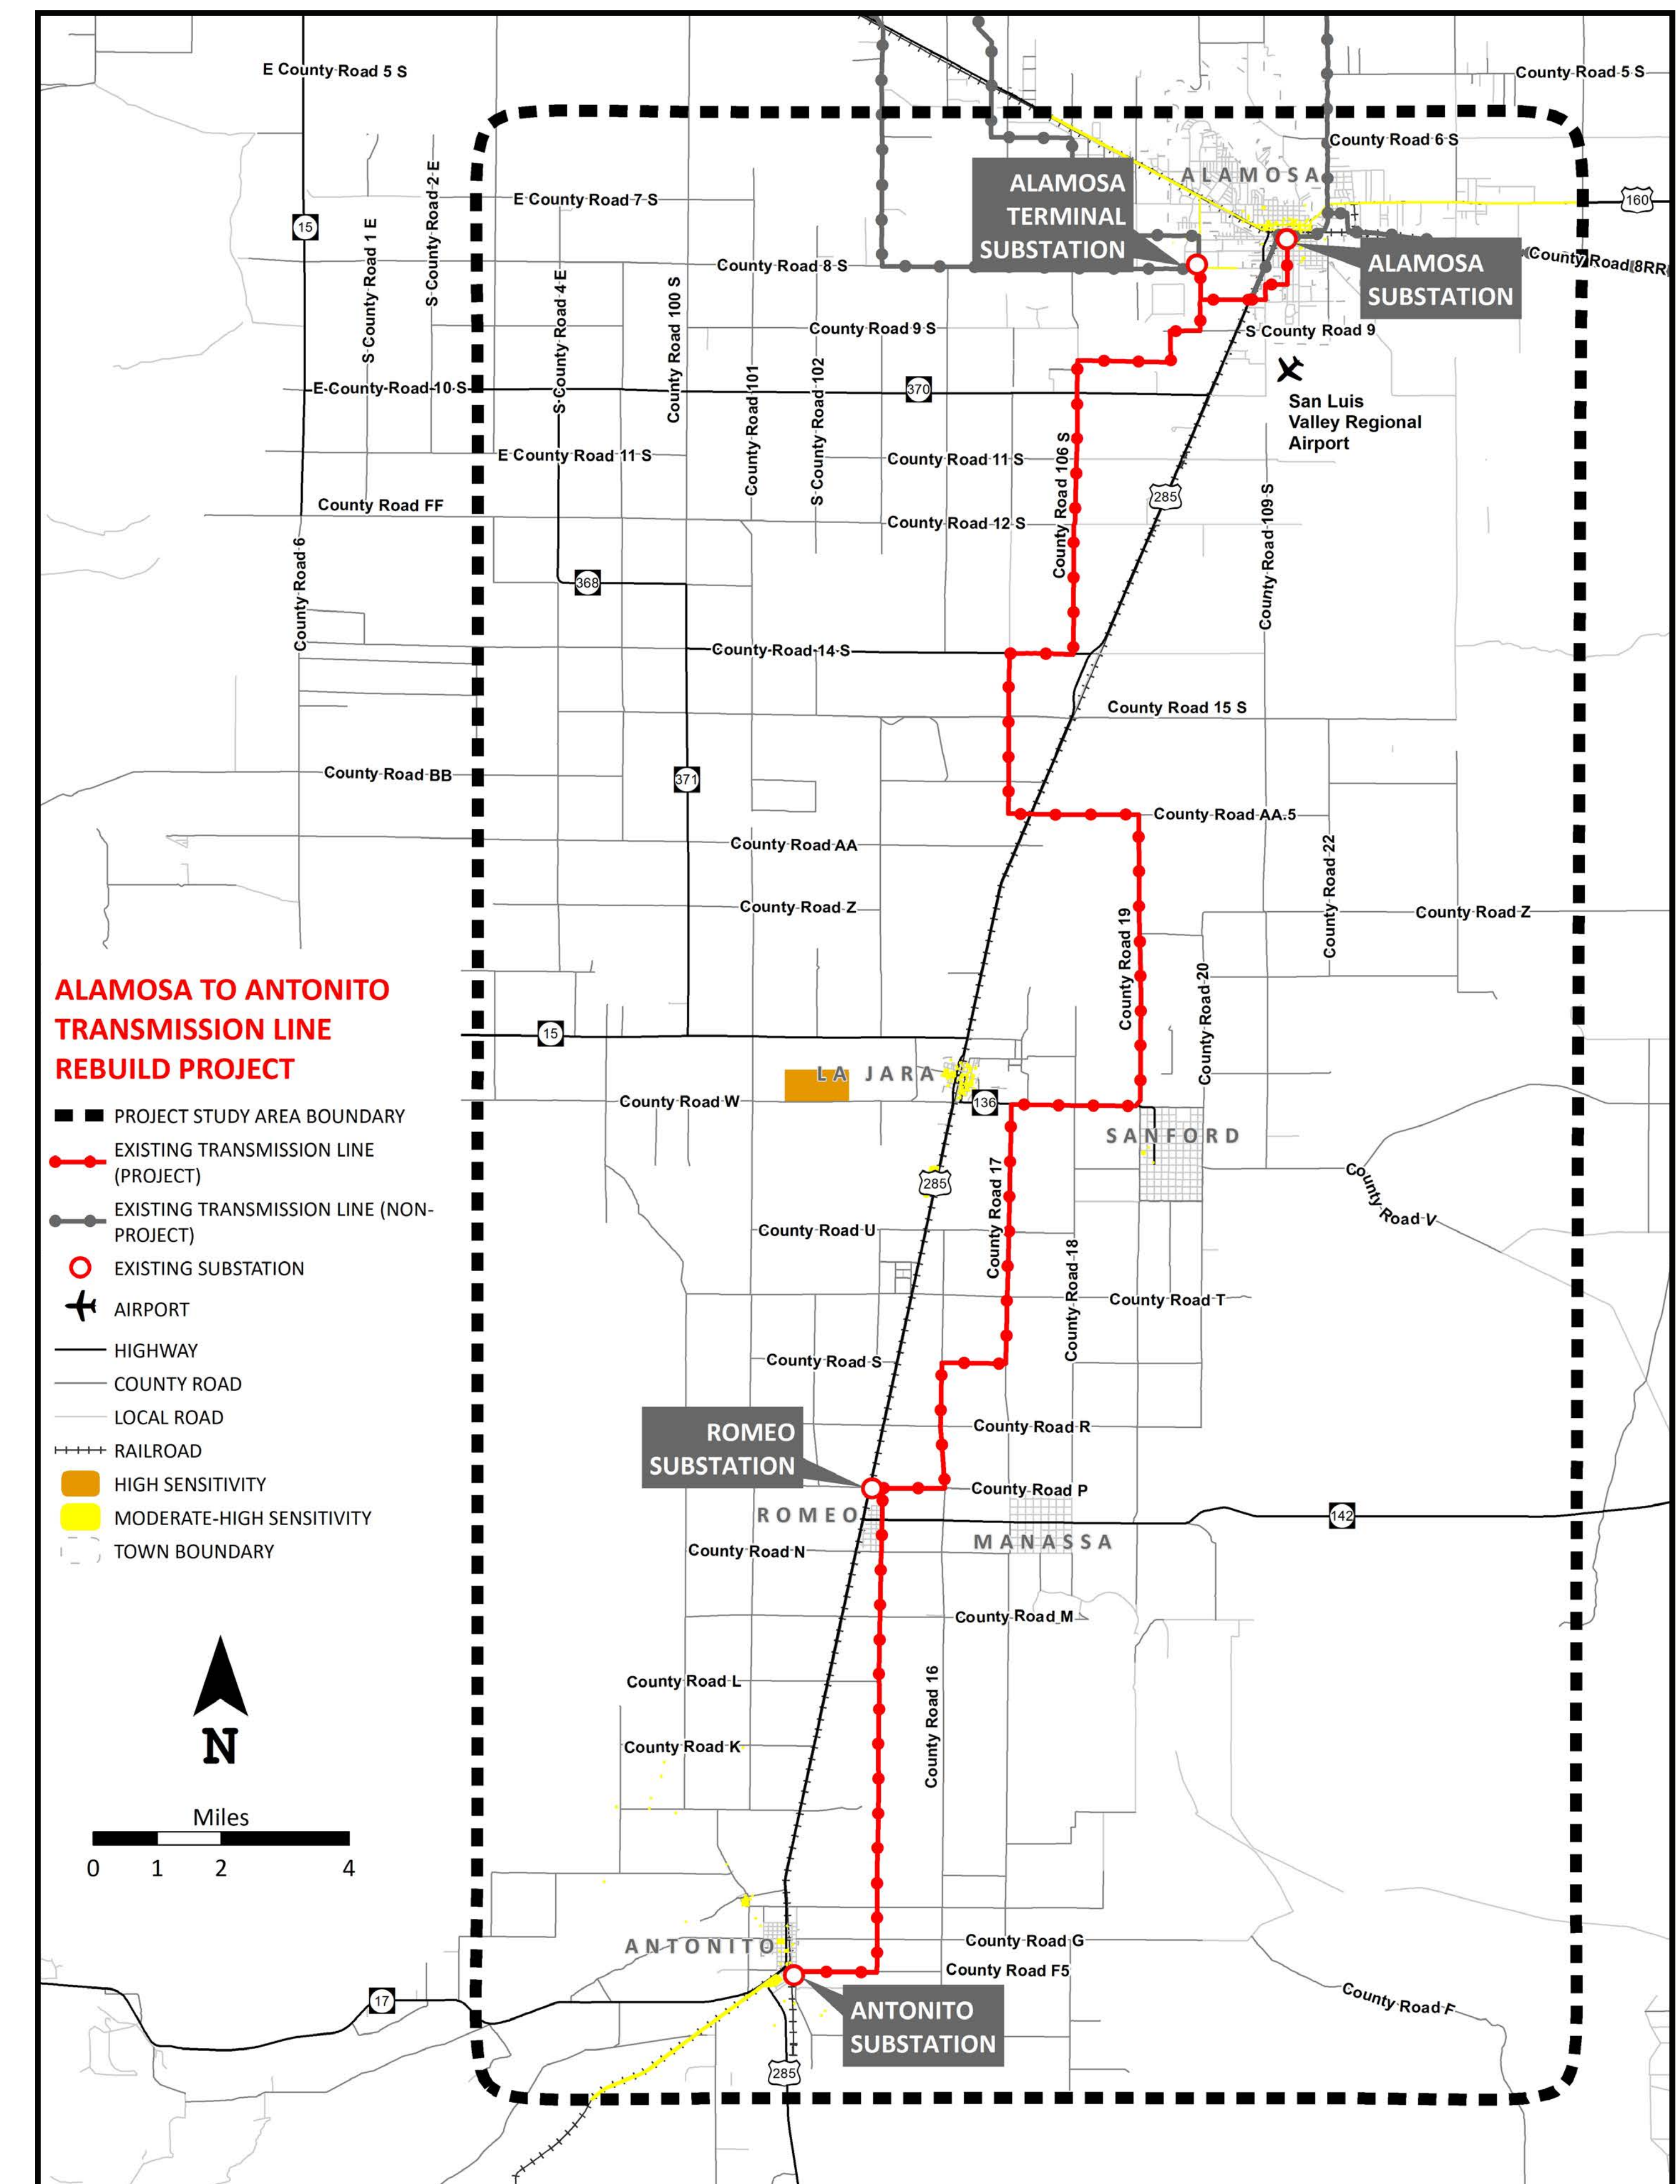 E County Road 5 S
County Road 5 S
County Road 6 S
ALAMOSA
160
15
S County Road 1 E
S County Road 2 E
E County Road 7 S
ALAMOSA
TERMINAL
SUBSTATION
County Road 8 S
ALAMOSA
SUBSTATION
County Road 8RR
S County Road 4 E
County Road 100 S
County Road 9 S
S County Road 9
E County Road 10 S
370
County Road 101
S County Road 102
San Luis
Valley Regional
Airport
E County Road 11 S
County Road 11 S
County Road 106 S
285
County Road FF
County Road 12 S
County Road 109 S
County Road 6
368
County Road 14 S
County Road 15 S
County Road BB
371
County Road AA.5
County Road AA
County Road 22
County Road Z
County Road Z
County Road 19
County Road 20
15
LA JARA
County Road W
136
SANFORD
County Road V
285
County Road 17
County Road U
County Road 18
County Road T
County Road S
County Road R
ROMEO
SUBSTATION
County Road P
ROMEO
142
MANASSA
County Road N
County Road M
County Road L
County Road 16
County Road K
ANTONITO
County Road G
County Road F5
17
County Road F
ANTONITO
SUBSTATION
285
ALAMOSA TO ANTONITO
TRANSMISSION LINE
REBUILD PROJECT
PROJECT STUDY AREA BOUNDARY
EXISTING TRANSMISSION LINE
(PROJECT)
EXISTING TRANSMISSION LINE (NON-
PROJECT)
EXISTING SUBSTATION
AIRPORT
HIGHWAY
COUNTY ROAD
LOCAL ROAD
RAILROAD
HIGH SENSITIVITY
MODERATE-HIGH SENSITIVITY
TOWN BOUNDARY
N
Miles
0 1 2 4